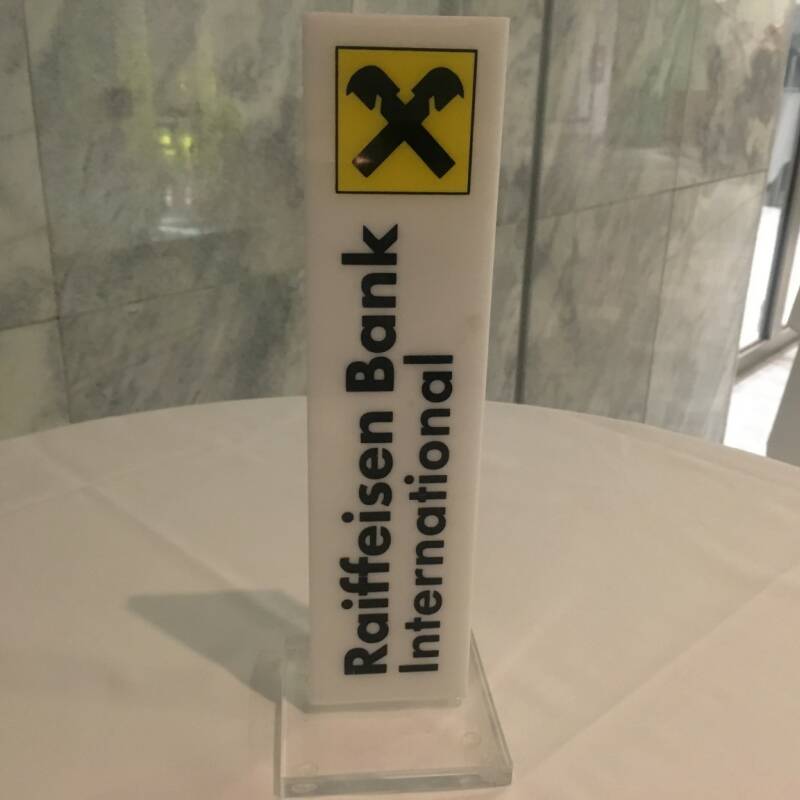 Raiffeisen Bank
International